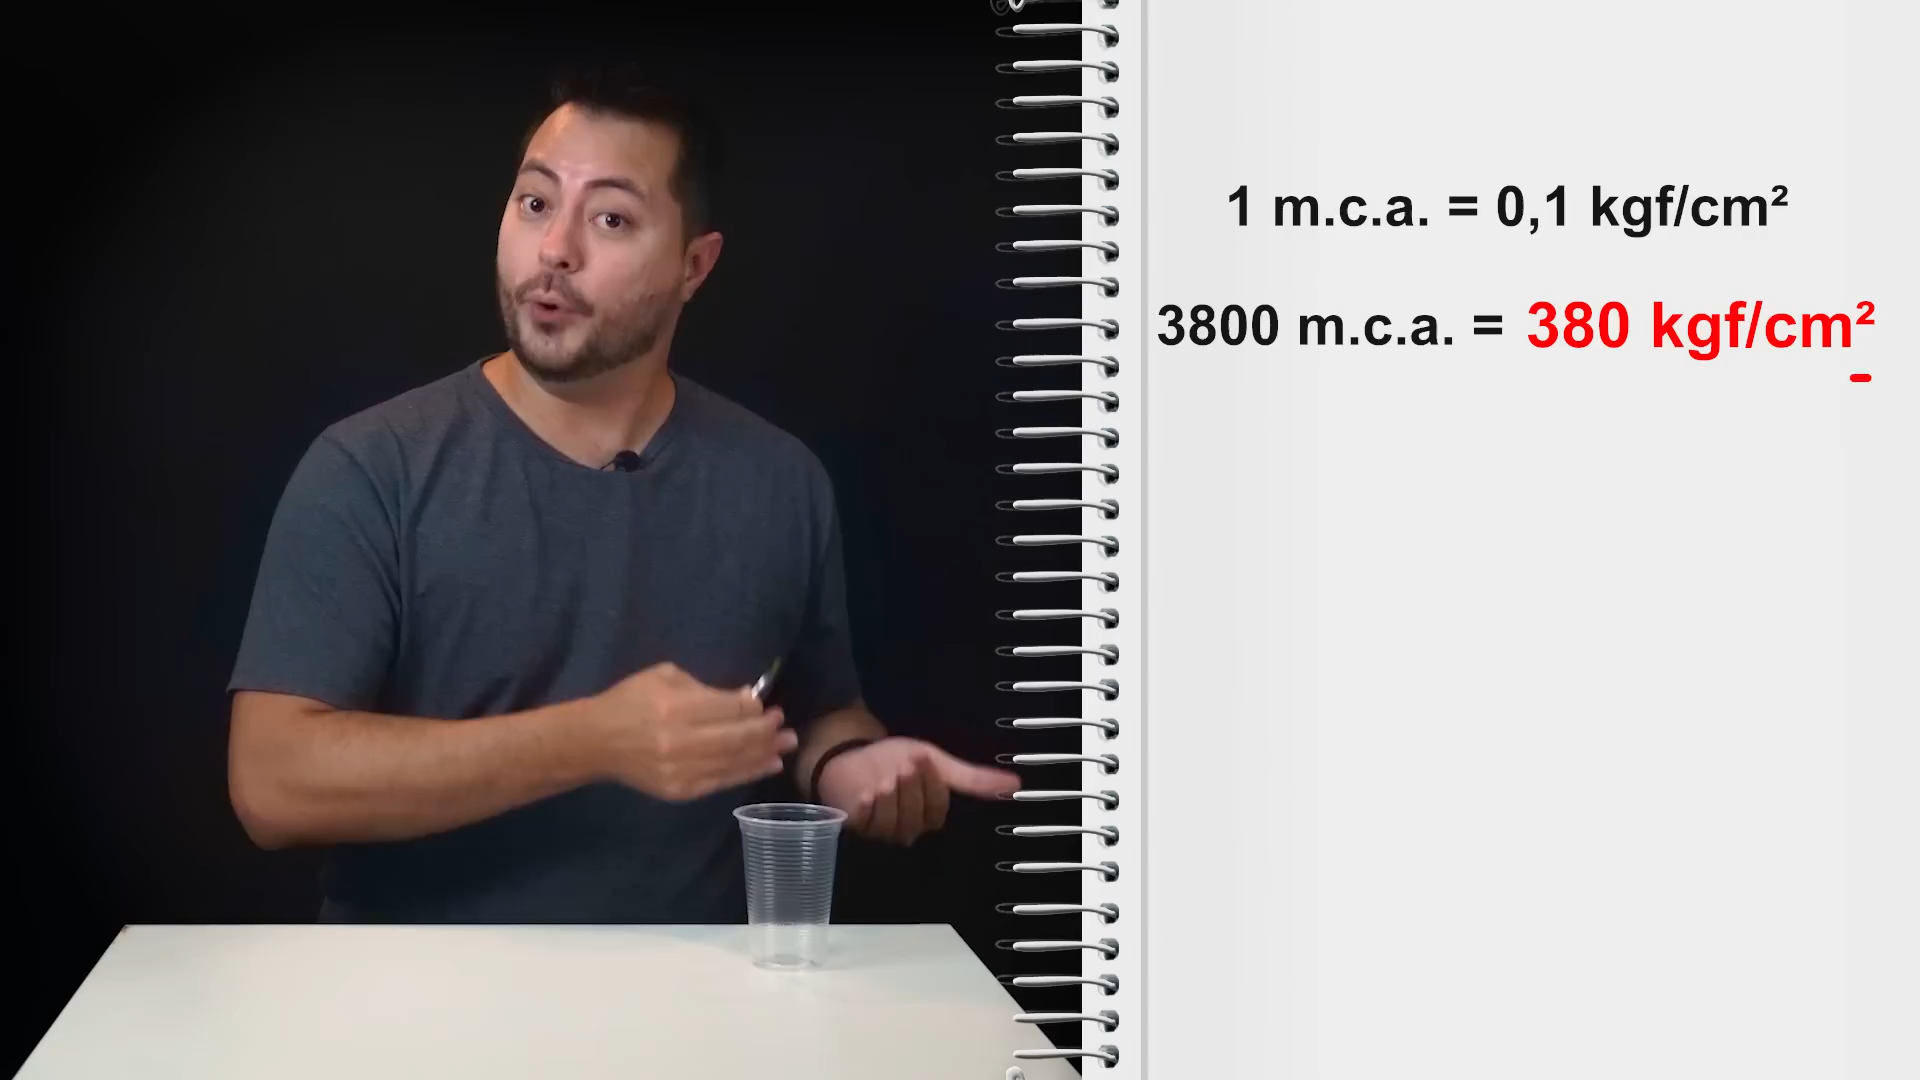 1 m.c.a. = 0,1 kgf/cm²
3800 m.c.a. = 380 kgf/cm²